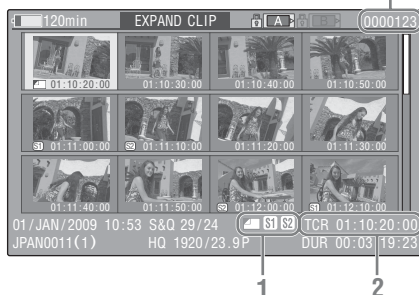 120min EXPAND CLIP A B 0000123
01:10:20:00 01:10:30:00 01:10:40:00 01:10:50:00
S1 01:11:00:00 S2 01:11:10:00 01:11:20:00 01:11:30:00
01:11:40:00 01:11:50:00 S2 01:12:00:00 S1 01:12:10:00
01/JAN/2009 10:53 S&Q 29/24 S1 S2 TCR 01:10:20:00
JPAN0011(1) HQ 1920/23.9P DUR 00:03:19:23
1 2